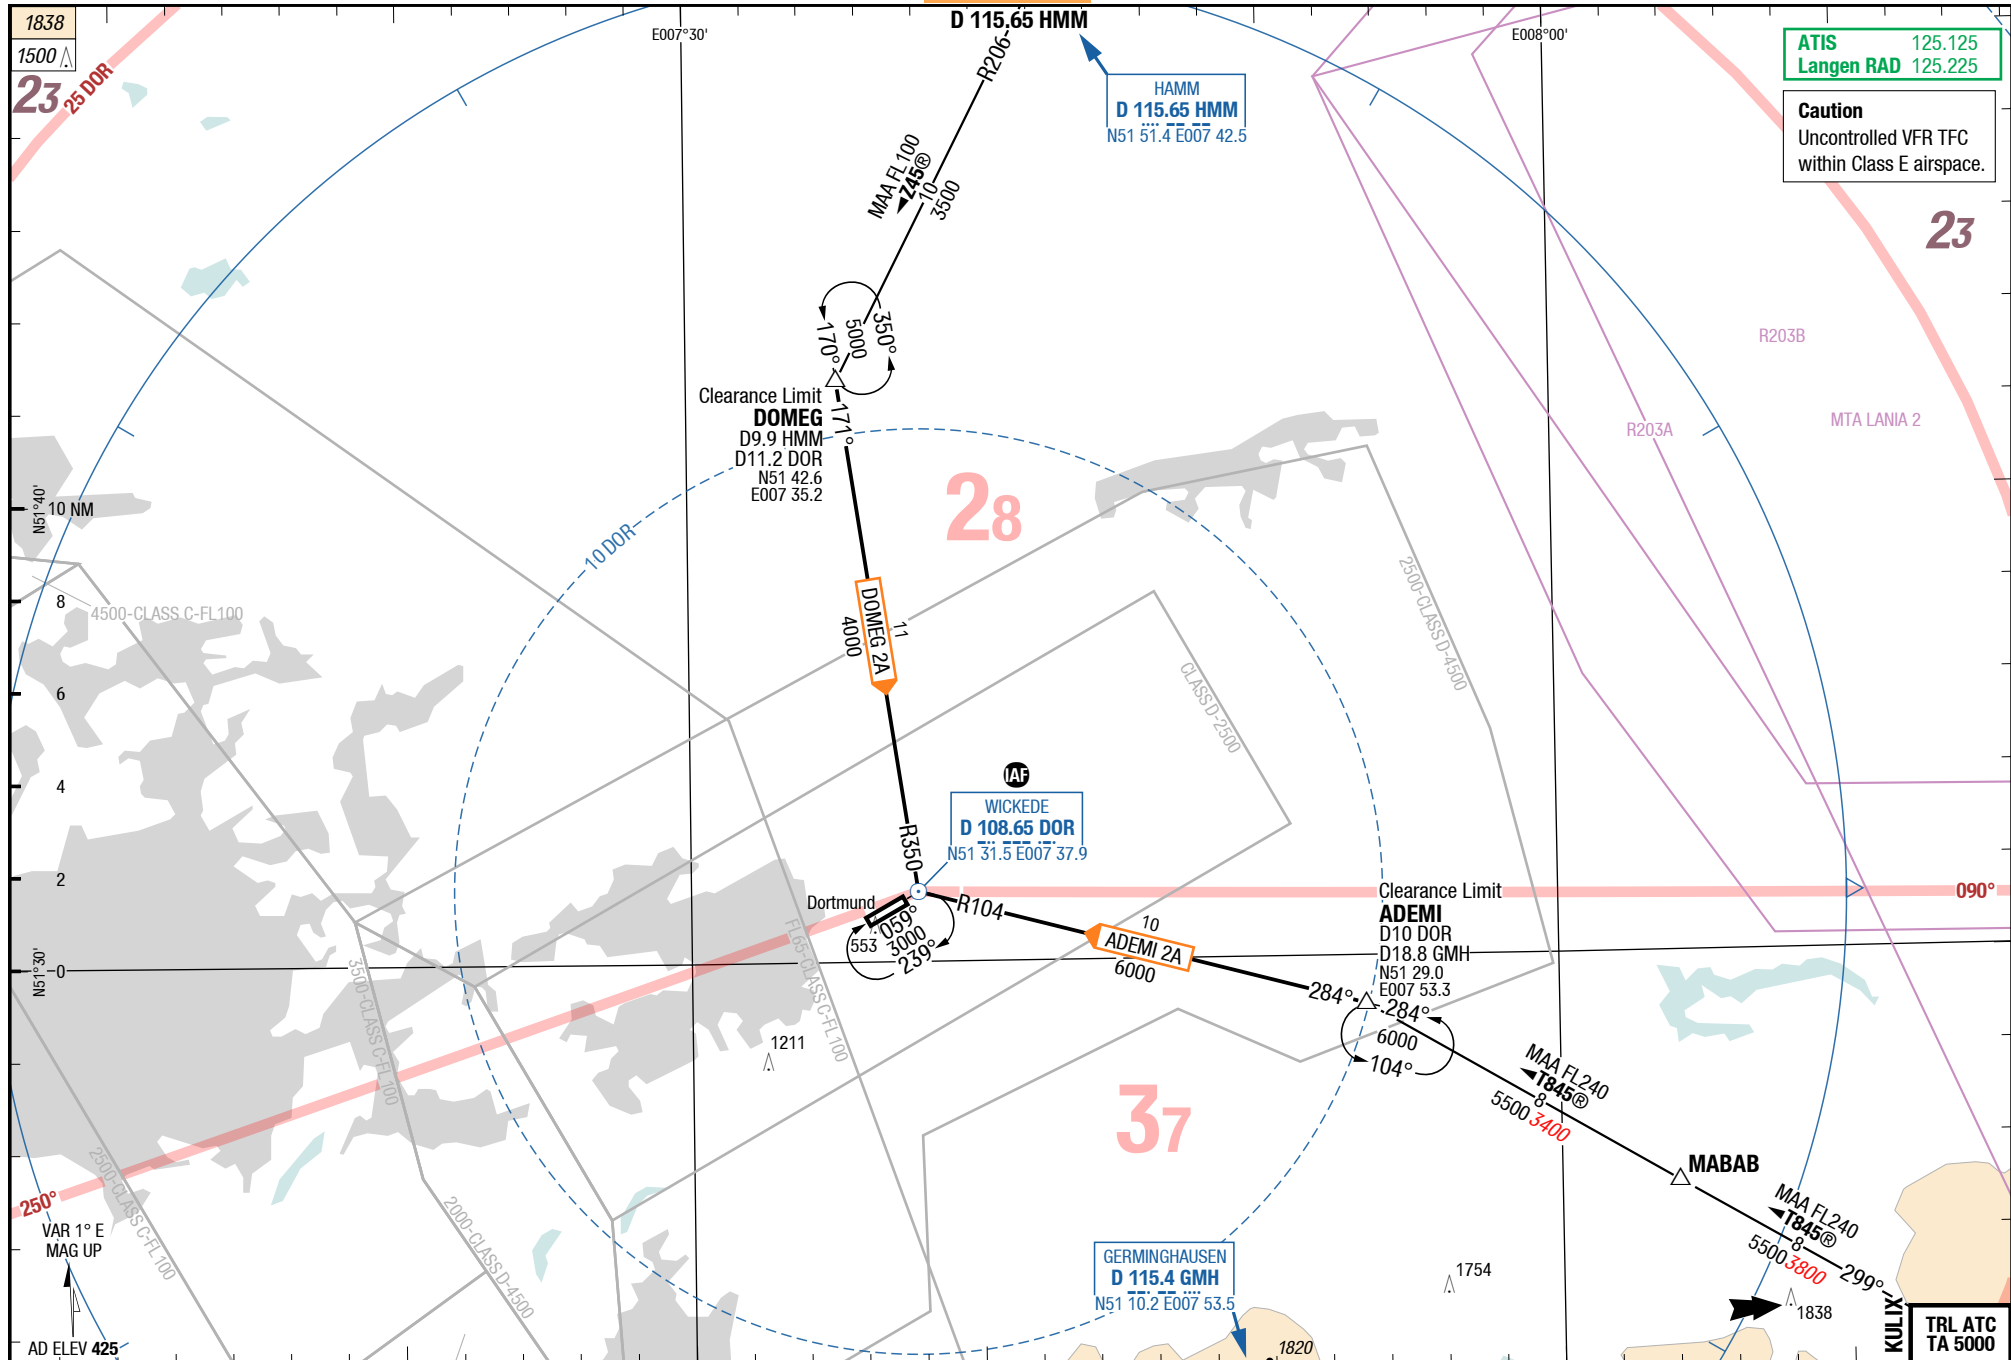 1838
1500
23
25 DOR
E007°30'
D 115.65 HMM
R206
HAMM
D 115.65 HMM
N51 51.4 E007 42.5
E008°00'
ATIS 125.125
Langen RAD 125.225
Caution
Uncontrolled VFR TFC
within Class E airspace.
23
MAA FL100
Z45®
10
3500
R203B
MTA LANIA 2
R203A
350°
5000
170°
Clearance Limit
DOMEG
D9.9 HMM
D11.2 DOR
N51 42.6
E007 35.2
171°
28
N51°40'
10 NM
10 DOR
8
4500-CLASS C-FL100
2500-CLASS D-4500
DOMEG 2A
11
4000
6
CLASS D-2500
4
IAF
WICKEDE
D 108.65 DOR
N51 31.5 E007 37.9
R350
2
Dortmund
553
059°
3000
239°
R104
10
ADEMI 2A
6000
Clearance Limit
ADEMI
D10 DOR
D18.8 GMH
N51 29.0
E007 53.3
090°
N51°30'
0
3500-CLASS C-FL100
FL65-CLASS C-FL100
284°
284°
6000
104°
1211
37
MAA FL240
T845®
8
5500 3400
MABAB
250°
VAR 1° E
MAG UP
2500-CLASS C-FL100
2000-CLASS D-4500
MAA FL240
T845®
8
5500 3800
299°
GERMINGHAUSEN
D 115.4 GMH
N51 10.2 E007 53.5
1754
1838
KULIX
TRL ATC
TA 5000
AD ELEV 425
1820